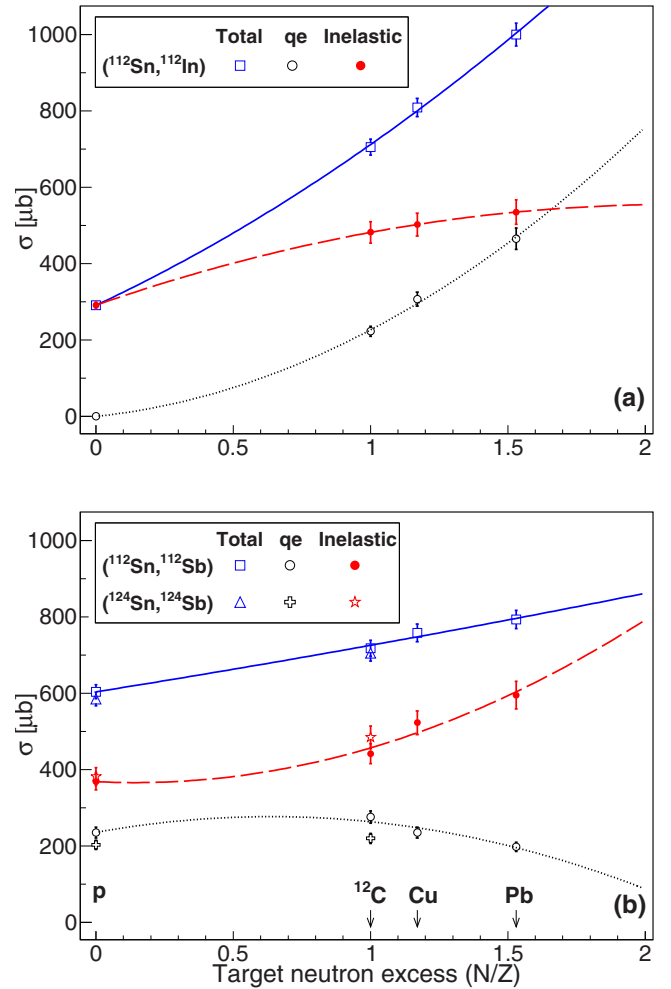 1000
800
600
400
200
0
σ [μb]
Total qe Inelastic
(¹¹²Sn,¹¹²In)
(a)
0 0.5 1 1.5 2
1000
800
600
400
200
0
σ [μb]
Total qe Inelastic
(¹¹²Sn,¹¹²Sb)
(¹²⁴Sn,¹²⁴Sb)
p ¹²C Cu Pb
(b)
0 0.5 1 1.5 2
Target neutron excess (N/Z)